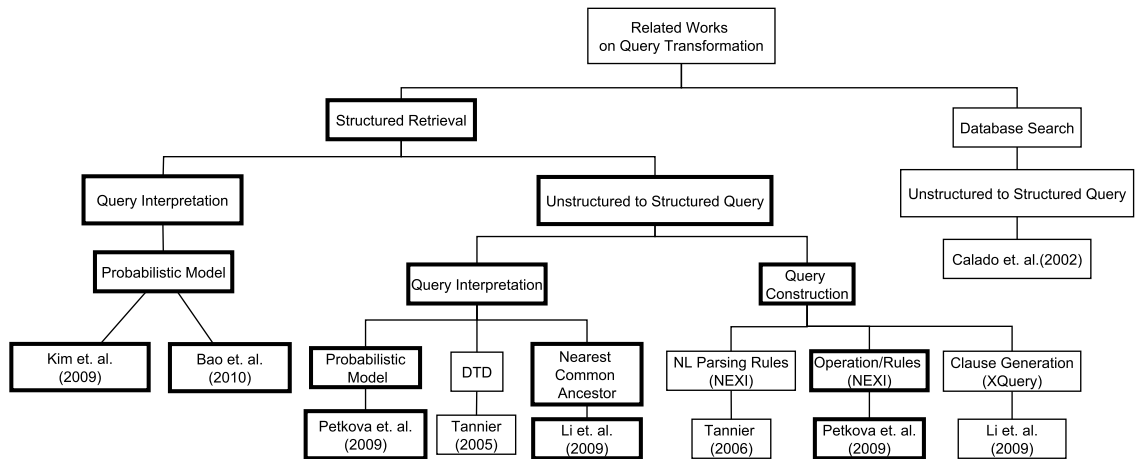 Related Works
on Query Transformation
Structured Retrieval
Database Search
Query Interpretation
Unstructured to Structured Query
Unstructured to Structured Query
Probabilistic Model
Query Interpretation
Query
Construction
Calado et. al.(2002)
Kim et. al.
(2009)
Bao et. al.
(2010)
Probabilistic
Model
DTD
Nearest
Common
Ancestor
NL Parsing Rules
(NEXI)
Operation/Rules
(NEXI)
Clause Generation
(XQuery)
Petkova et. al.
(2009)
Tannier
(2005)
Li et. al.
(2009)
Tannier
(2006)
Petkova et. al.
(2009)
Li et. al.
(2009)